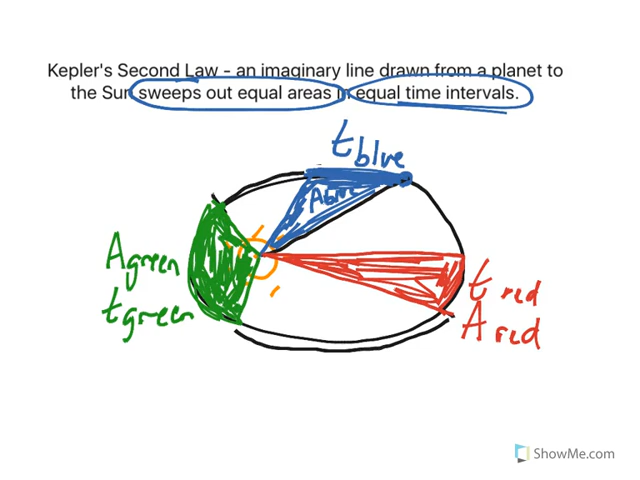 Kepler's Second Law - an imaginary line drawn from a planet to
the Sun sweeps out equal areas in equal time intervals.
tblue
Ablue
Agreen
tgreen
tred
Ared
ShowMe.com